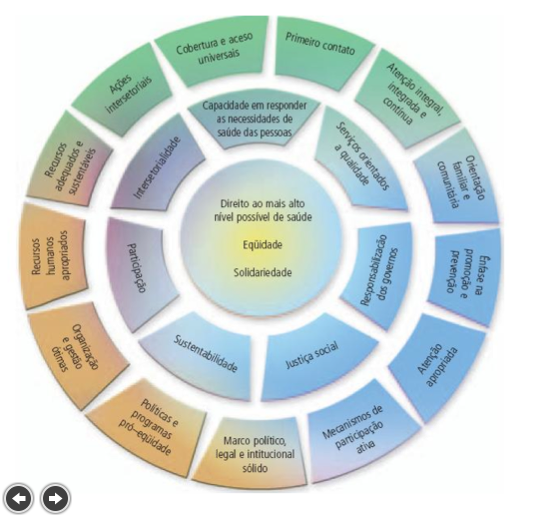 Cobertura e aceso
universais
Primeiro contato
Atenção integral,
integrada e
contínua
Orientação
familiar e
comunitária
Ênfase na
promoção e
prevenção
Atenção
apropriada
Mecanismos de
participação
ativa
Marco político,
legal e intitucional
sólido
Políticas e
programas
pró-eqüidade
Organização
e gestão
ótimas
Recursos
humanos
apropriados
Recursos
adequados e
sustentáveis
Ações
intersetoriais
Capacidade em responder
as necessidades de
saúde das pessoas
Serviços orientados
a qualidade
Responsabilização
dos governos
Justiça social
Sustentabilidade
Participação
Intersetorialidade
Direito ao mais alto
nível possível de saúde
Eqüidade
Solidariedade